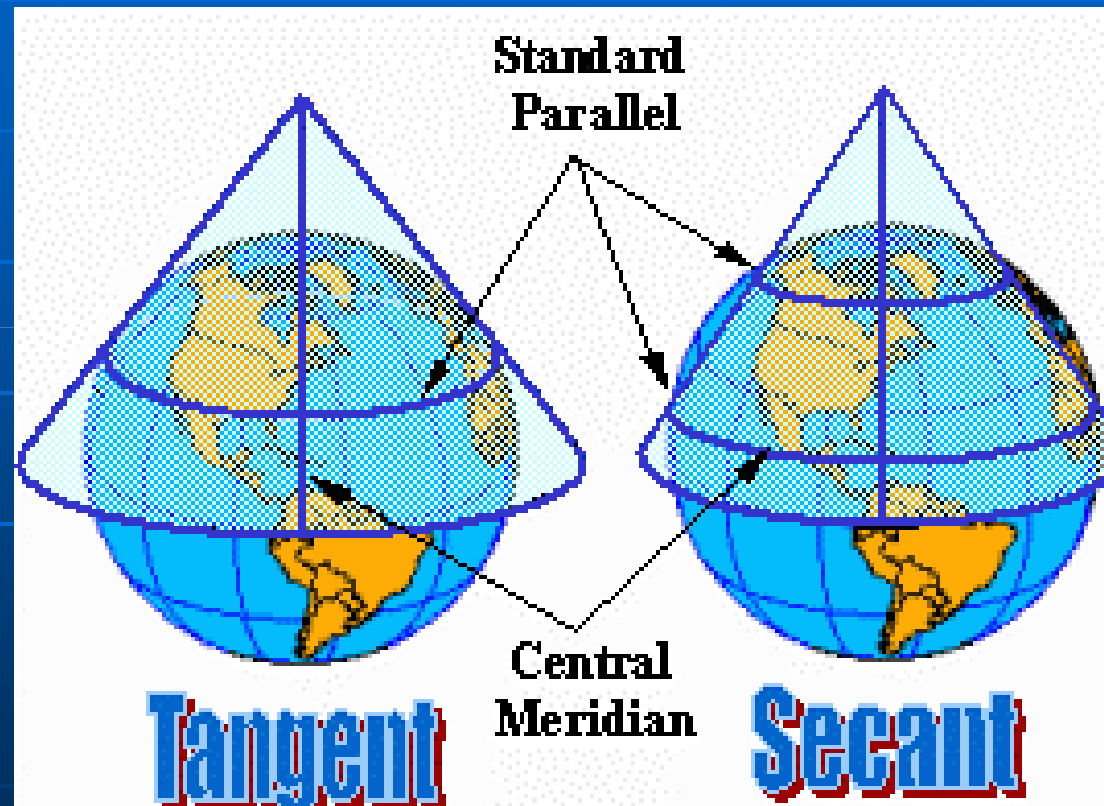 Standard
Parallel
Central
Meridian
Tangent
Secant